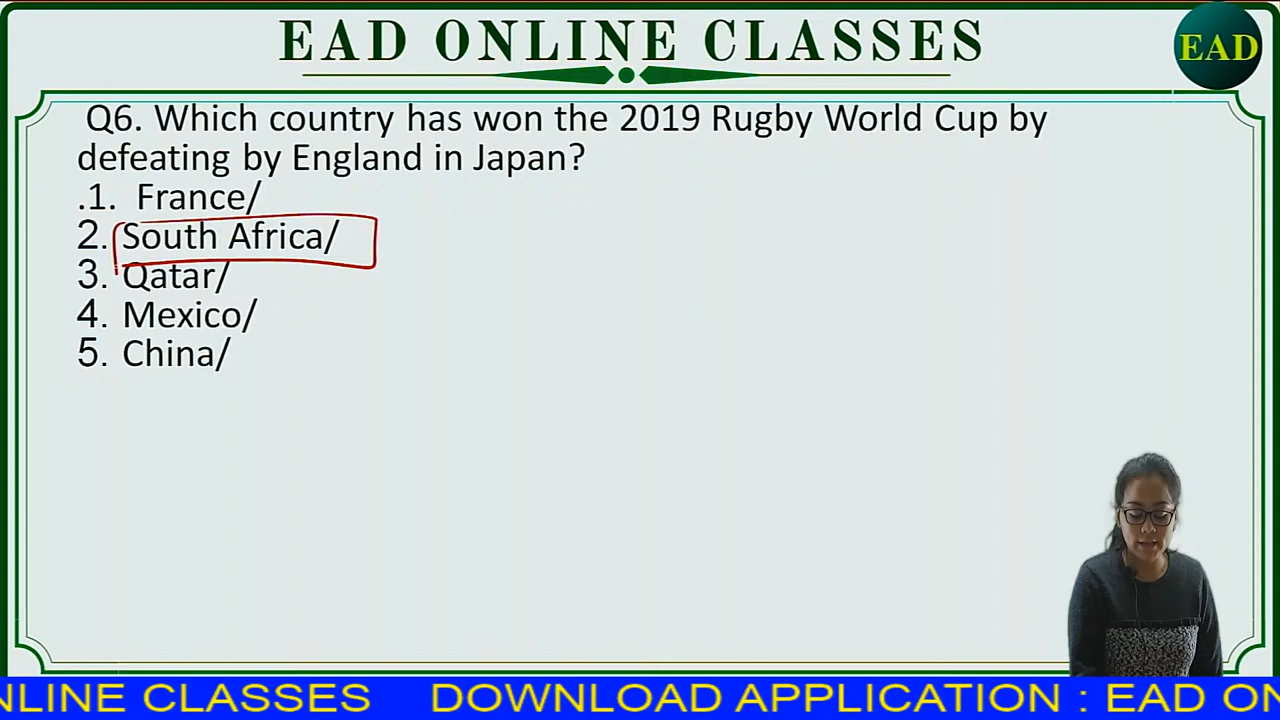 EAD ONLINE CLASSES
EAD
Q6. Which country has won the 2019 Rugby World Cup by
defeating by England in Japan?
.1. France/
2. South Africa/
3. Qatar/
4. Mexico/
5. China/
NLINE CLASSES DOWNLOAD APPLICATION : EAD ON